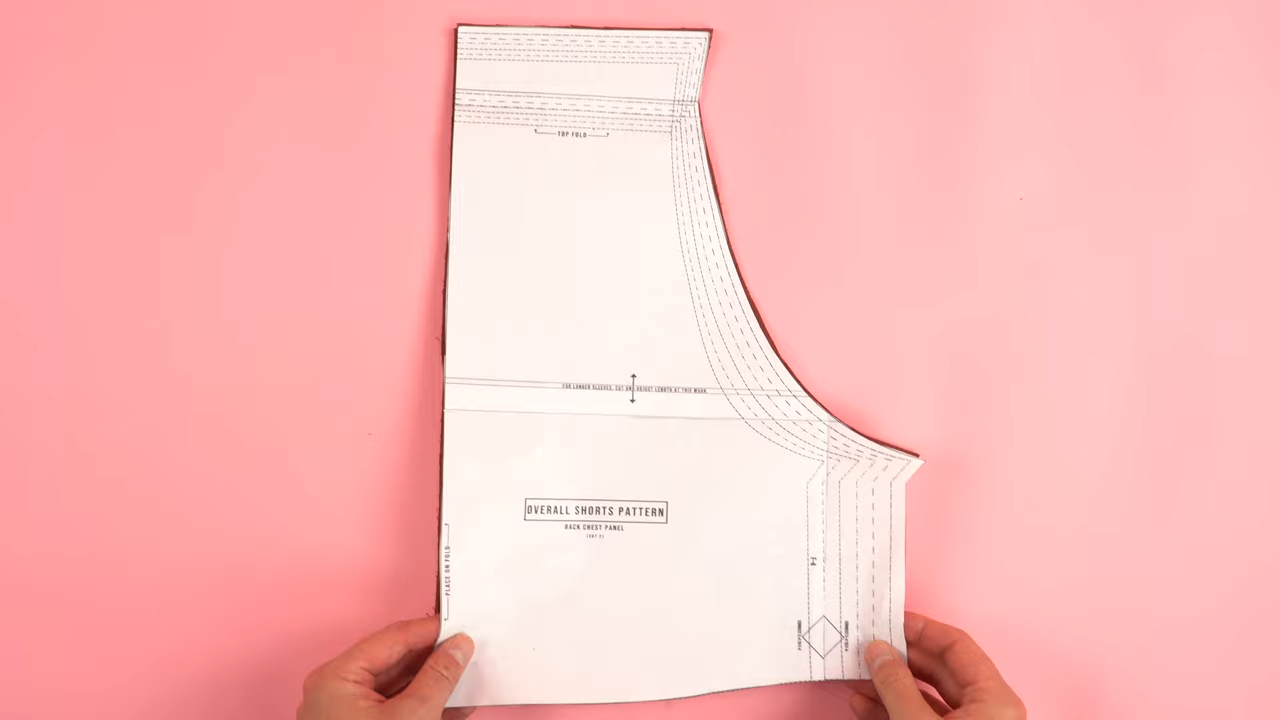 TOP FOLD
FOR LONGER SLEEVES, CUT AND ADJUST LENGTH AT THIS MARK
OVERALL SHORTS PATTERN
BACK CHEST PANEL
PLACE ON FOLD
F4